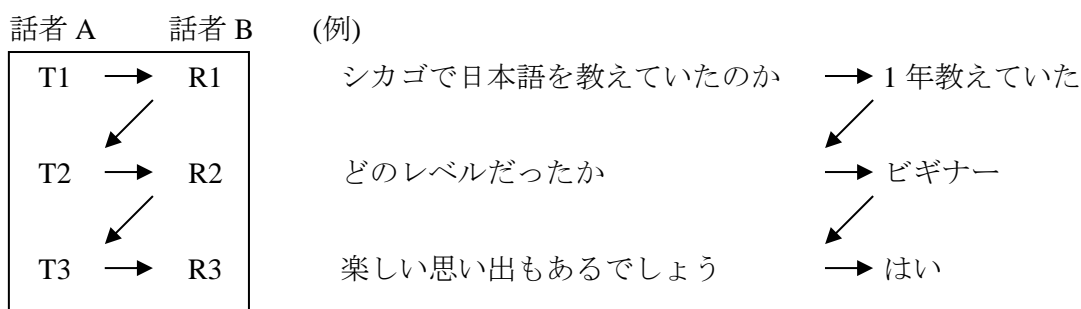 話者 A 話者 B (例)
T1 → R1 シカゴで日本語を教えていたのか → 1 年教えていた
T2 → R2 どのレベルだったか → ビギナー
T3 → R3 楽しい思い出もあるでしょう → はい